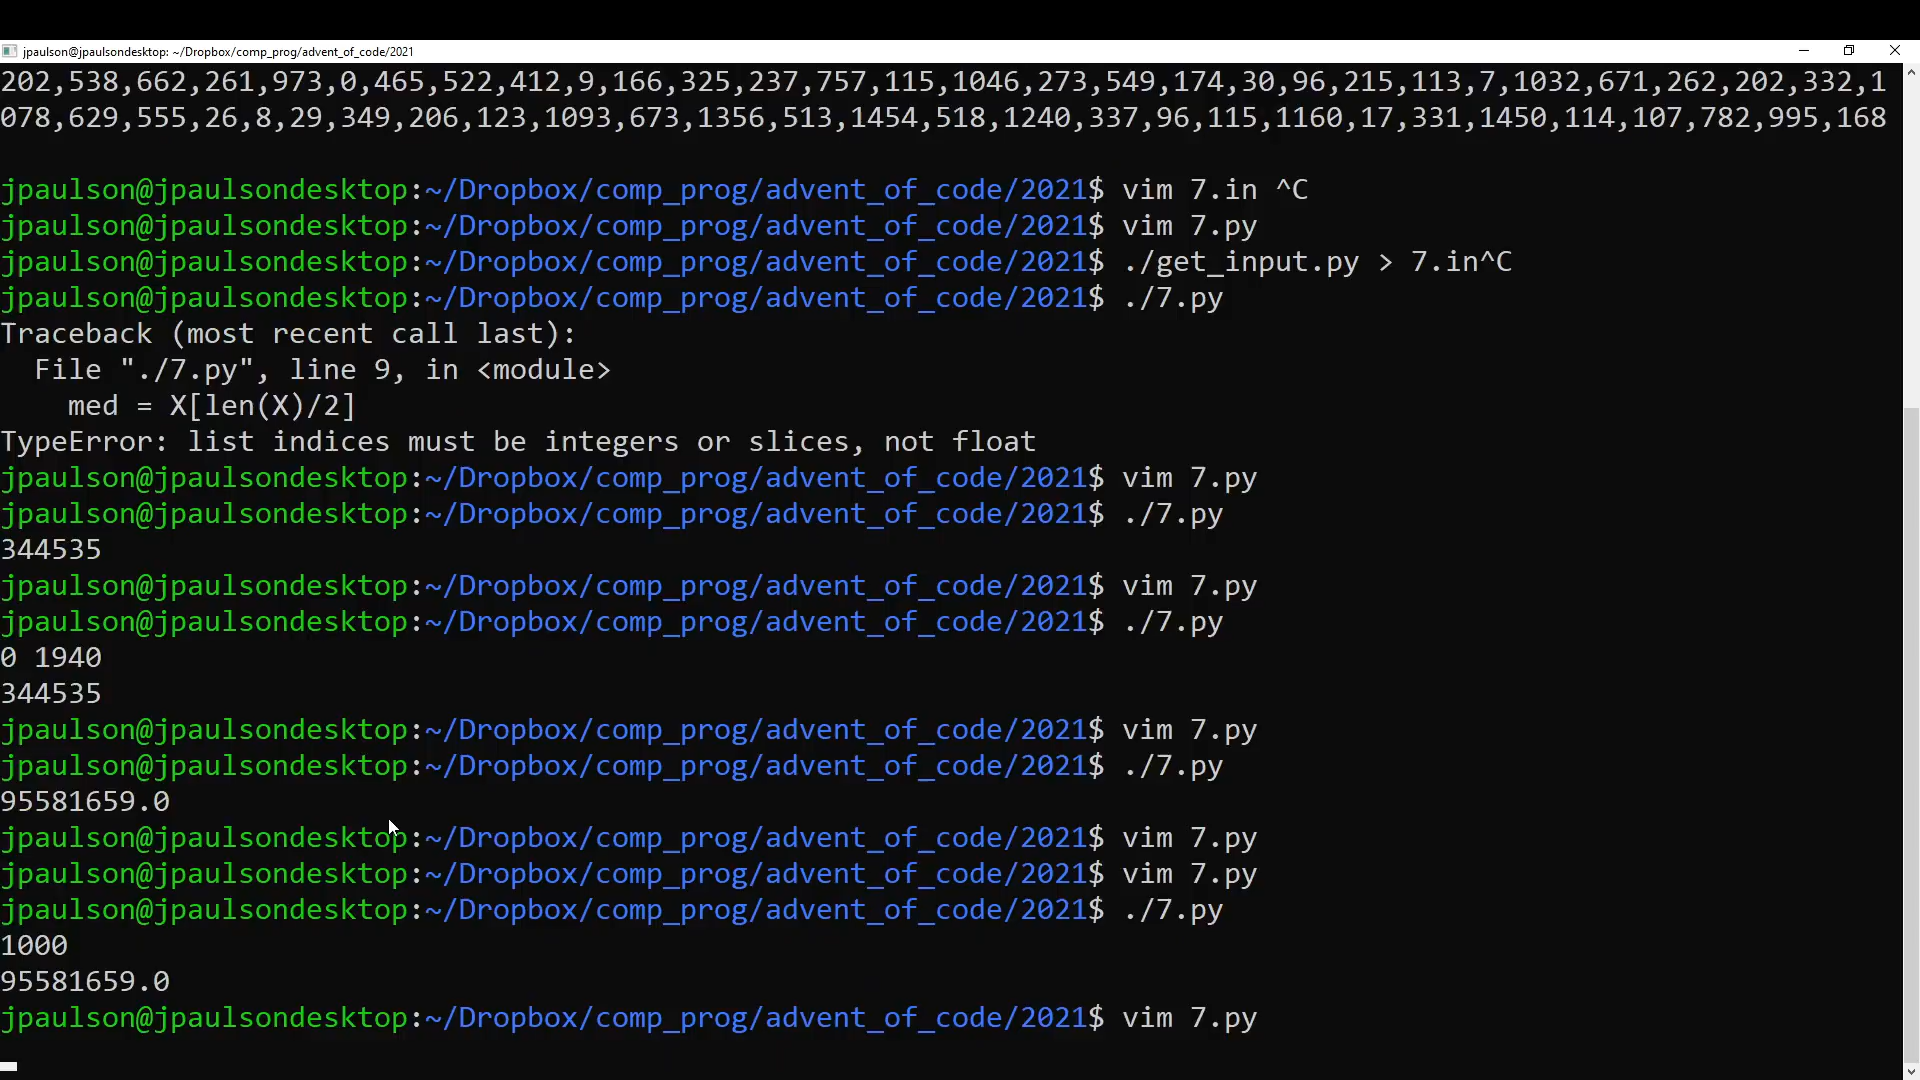 jpaulson@jpaulsondesktop: ~/Dropbox/comp_prog/advent_of_code/2021
202,538,662,261,973,0,465,522,412,9,166,325,237,757,115,1046,273,549,174,30,96,215,113,7,1032,671,262,202,332,1
078,629,555,26,8,29,349,206,123,1093,673,1356,513,1454,518,1240,337,96,115,1160,17,331,1450,114,107,782,995,168
jpaulson@jpaulsondesktop:~/Dropbox/comp_prog/advent_of_code/2021$ vim 7.in ^C
jpaulson@jpaulsondesktop:~/Dropbox/comp_prog/advent_of_code/2021$ vim 7.py
jpaulson@jpaulsondesktop:~/Dropbox/comp_prog/advent_of_code/2021$ ./get_input.py > 7.in^C
jpaulson@jpaulsondesktop:~/Dropbox/comp_prog/advent_of_code/2021$ ./7.py
Traceback (most recent call last):
  File "./7.py", line 9, in <module>
    med = X[len(X)/2]
TypeError: list indices must be integers or slices, not float
jpaulson@jpaulsondesktop:~/Dropbox/comp_prog/advent_of_code/2021$ vim 7.py
jpaulson@jpaulsondesktop:~/Dropbox/comp_prog/advent_of_code/2021$ ./7.py
344535
jpaulson@jpaulsondesktop:~/Dropbox/comp_prog/advent_of_code/2021$ vim 7.py
jpaulson@jpaulsondesktop:~/Dropbox/comp_prog/advent_of_code/2021$ ./7.py
0 1940
344535
jpaulson@jpaulsondesktop:~/Dropbox/comp_prog/advent_of_code/2021$ vim 7.py
jpaulson@jpaulsondesktop:~/Dropbox/comp_prog/advent_of_code/2021$ ./7.py
95581659.0
jpaulson@jpaulsondesktop:~/Dropbox/comp_prog/advent_of_code/2021$ vim 7.py
jpaulson@jpaulsondesktop:~/Dropbox/comp_prog/advent_of_code/2021$ vim 7.py
jpaulson@jpaulsondesktop:~/Dropbox/comp_prog/advent_of_code/2021$ ./7.py
1000
95581659.0
jpaulson@jpaulsondesktop:~/Dropbox/comp_prog/advent_of_code/2021$ vim 7.py